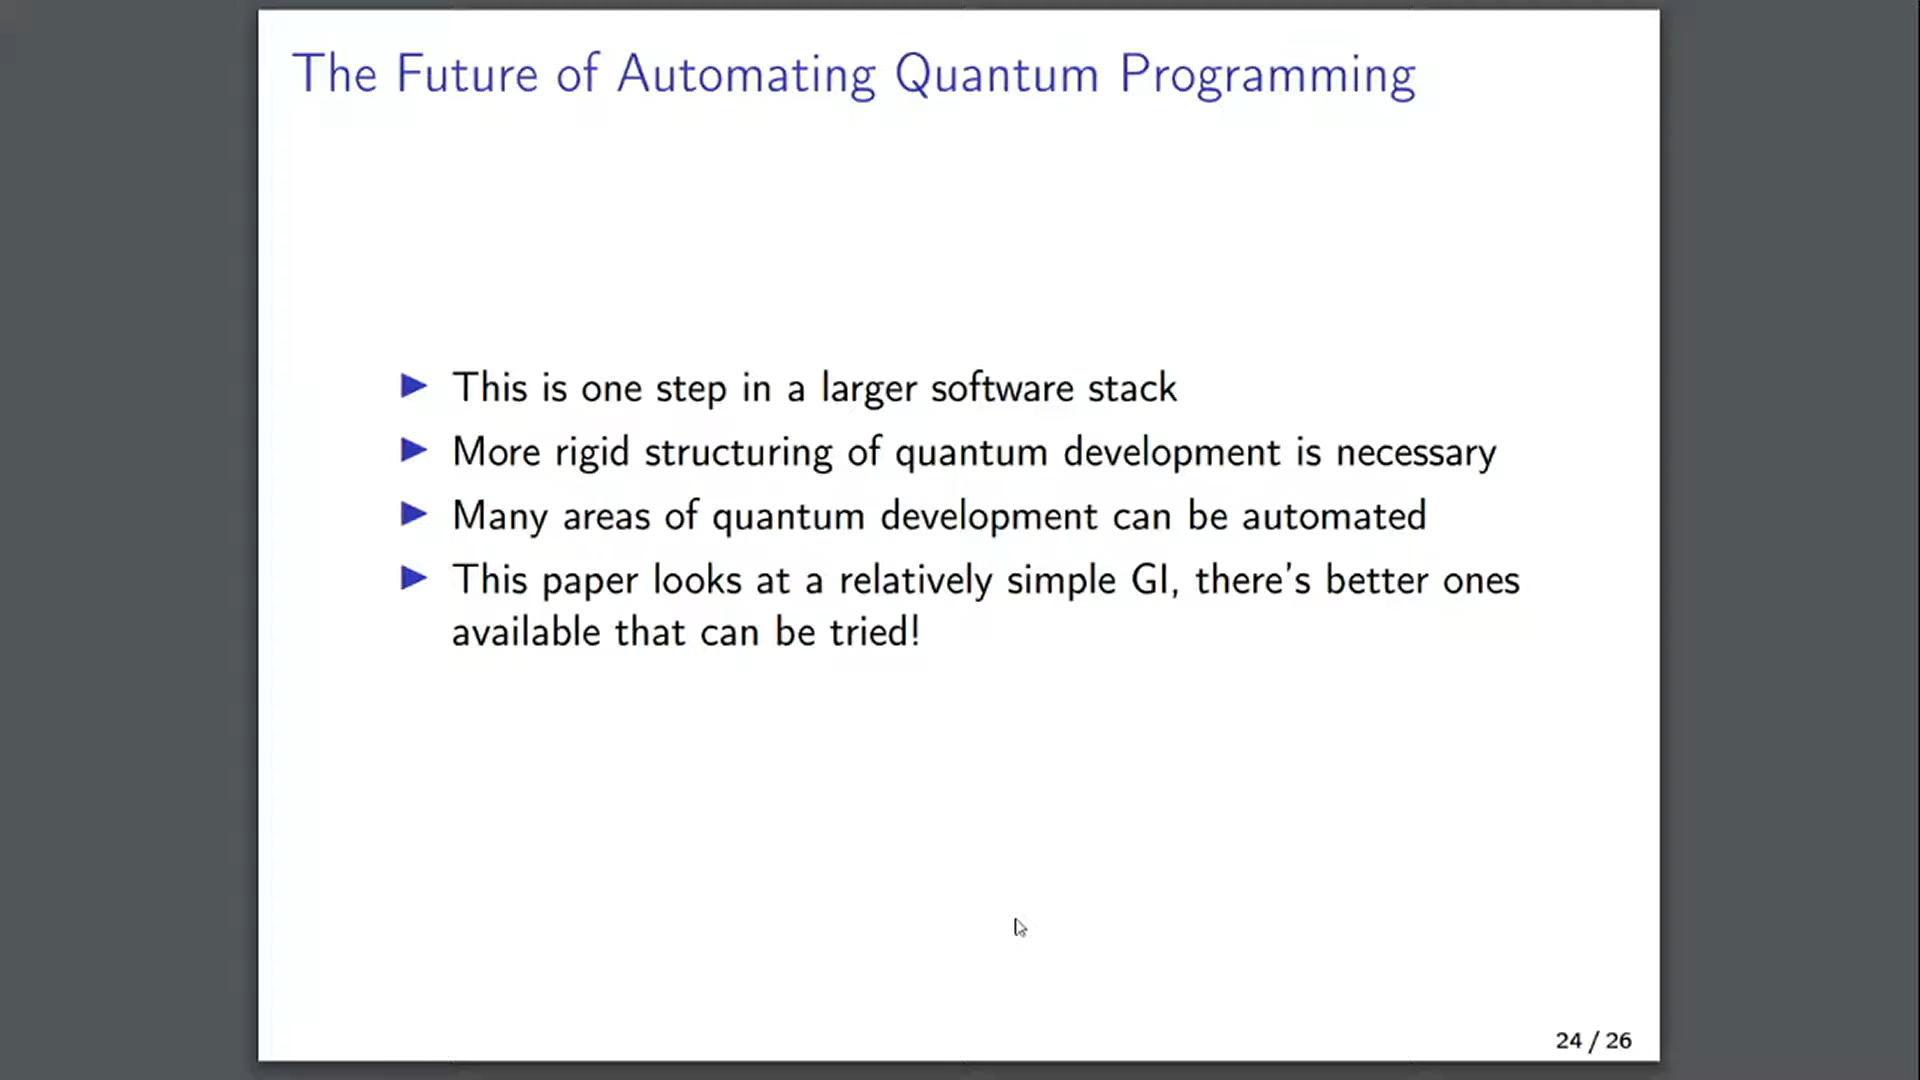 The Future of Automating Quantum Programming
This is one step in a larger software stack
More rigid structuring of quantum development is necessary
Many areas of quantum development can be automated
This paper looks at a relatively simple GI, there's better ones
available that can be tried!
24 / 26